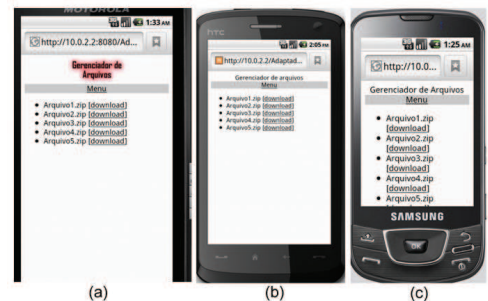 MOTOROLA
1:33 AM
http://10.0.2.2:8080/Ad...
Gerenciador de
Arquivos
Menu
Arquivo1.zip [download]
Arquivo2.zip [download]
Arquivo3.zip [download]
Arquivo4.zip [download]
Arquivo5.zip [download]
(a)
hTC
2:05 PM
http://10.0.2.2/Adaptad...
Gerenciador de arquivos
Menu
Arquivo1.zip [download]
Arquivo2.zip [download]
Arquivo3.zip [download]
Arquivo4.zip [download]
Arquivo5.zip [download]
(b)
1:25 AM
http://10.0...
Gerenciador de Arquivos
Menu
Arquivo1.zip
[download]
Arquivo2.zip
[download]
Arquivo3.zip
[download]
Arquivo4.zip
[download]
Arquivo5.zip
[download]
SAMSUNG
OK
(c)